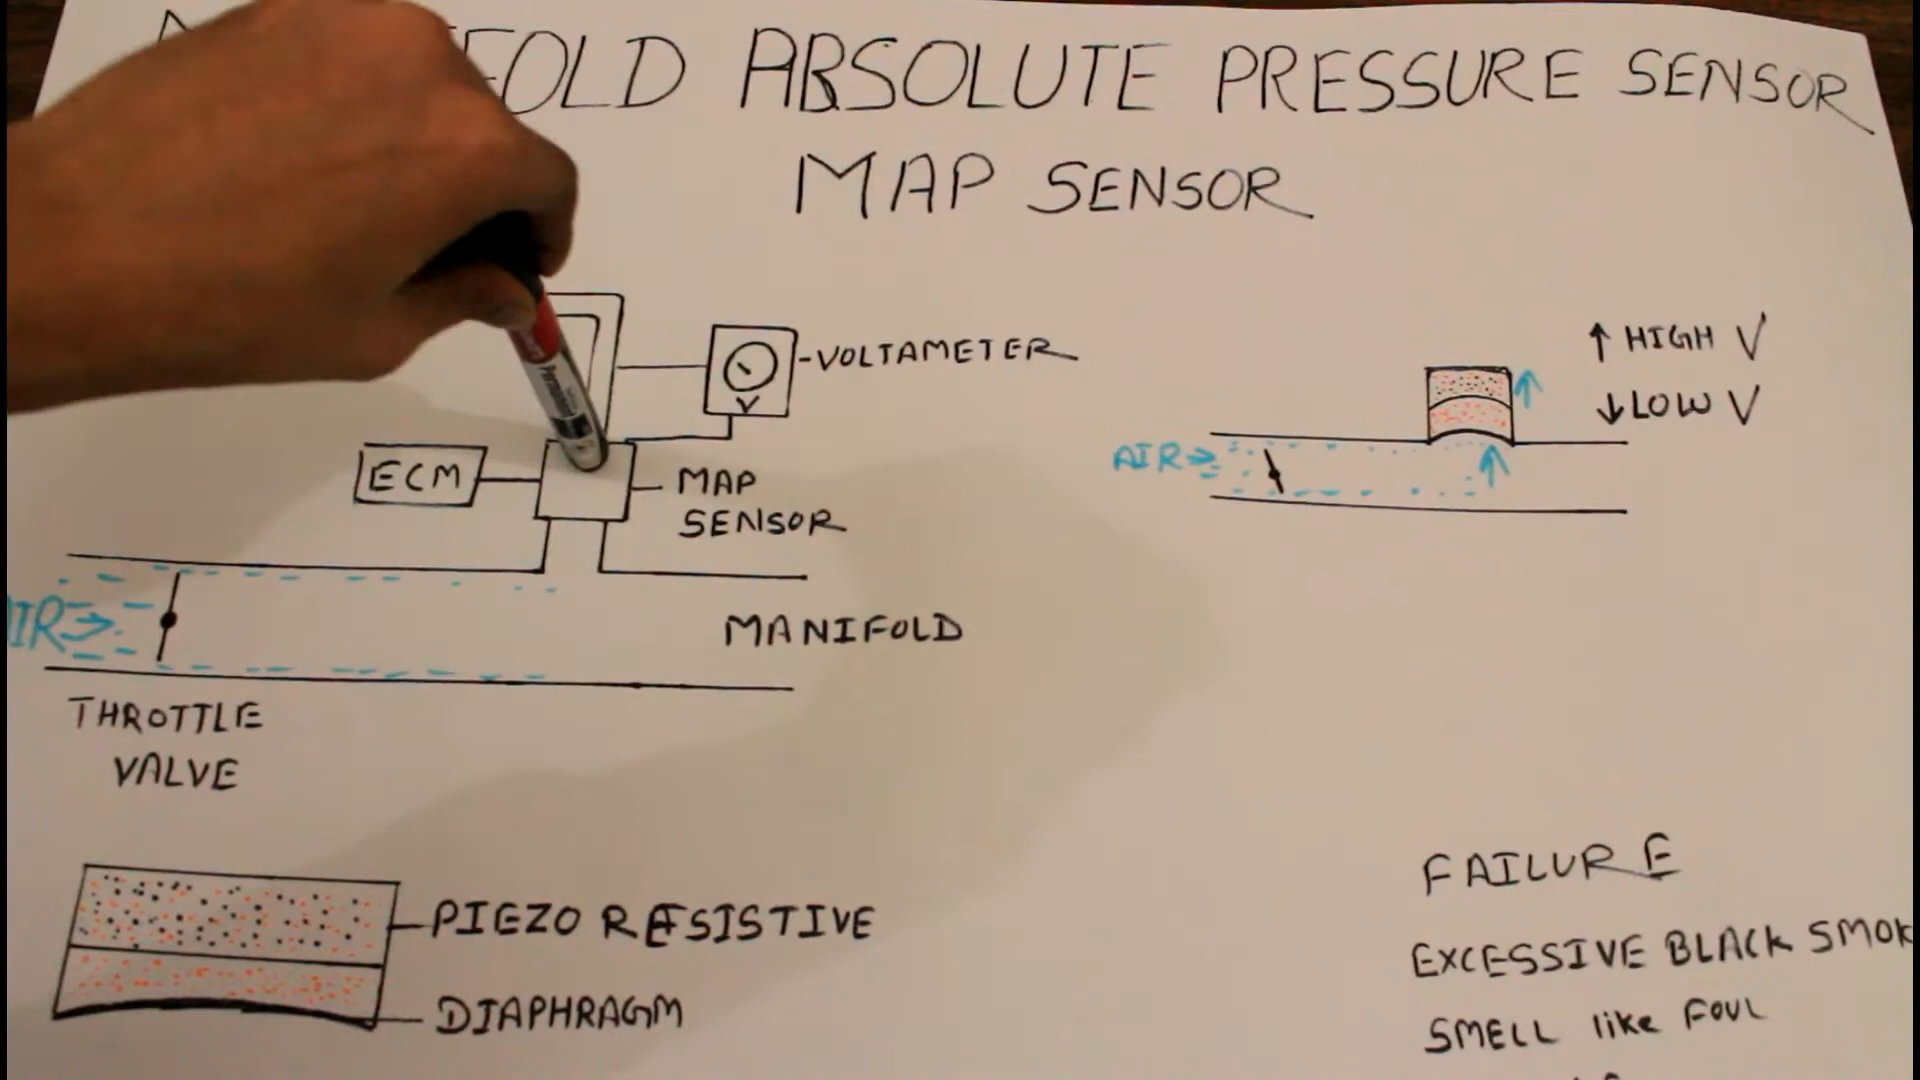 FOLD ABSOLUTE PRESSURE SENSOR
MAP SENSOR
VOLTAMETER
V
ECM
MAP
SENSOR
AIR
MANIFOLD
THROTTLE
VALVE
PIEZO RESISTIVE
DIAPHRAGM
↑ HIGH V
↓ LOW V
AIR
FAILURE
EXCESSIVE BLACK SMOK
SMELL like FOUL